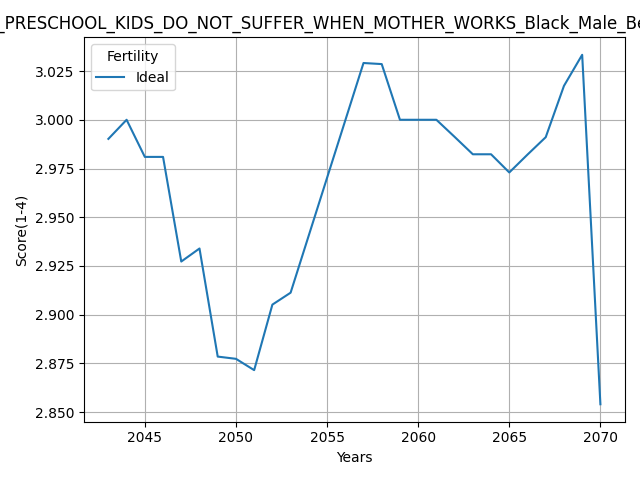 _PRESCHOOL_KIDS_DO_NOT_SUFFER_WHEN_MOTHER_WORKS_Black_Male_Be
Fertility
Ideal
3.025
3.000
2.975
2.950
2.925
2.900
2.875
2.850
Score(1-4)
2045 2050 2055 2060 2065 2070
Years